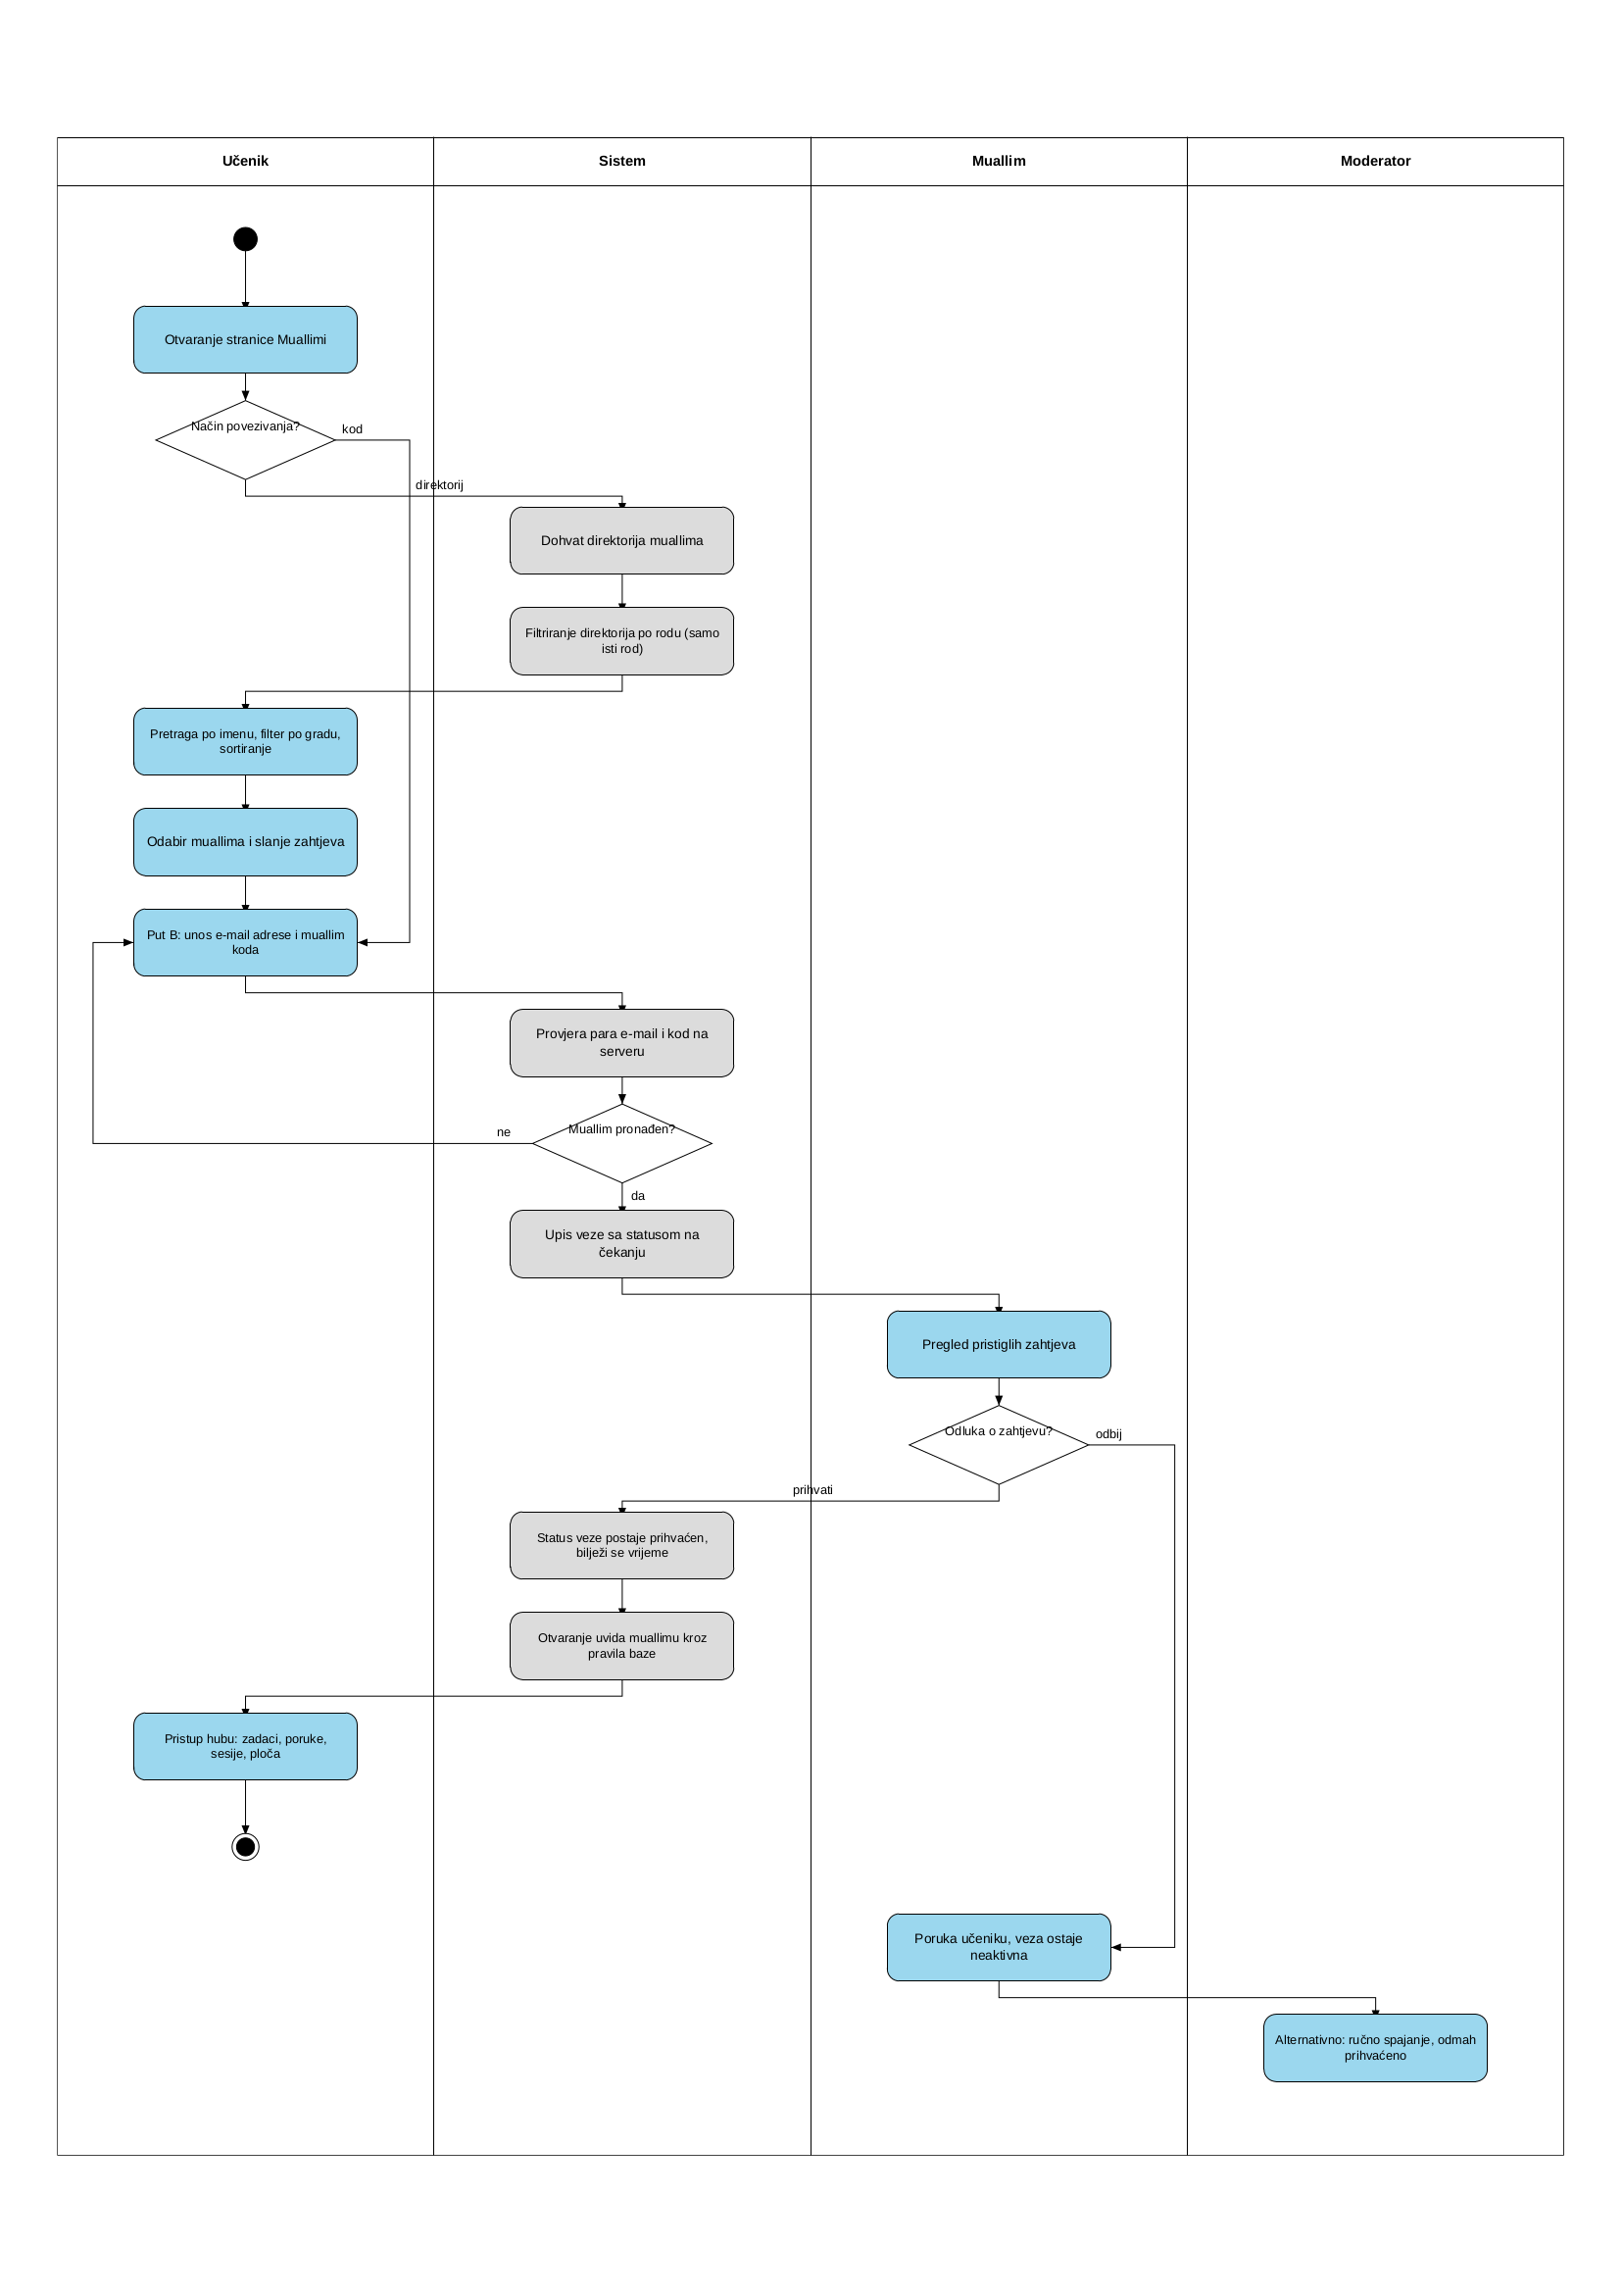 Učenik
Sistem
Muallim
Moderator
Otvaranje stranice Muallimi
Način povezivanja?
kod
direktorij
Dohvat direktorija muallima
Filtriranje direktorija po rodu (samo
isti rod)
Pretraga po imenu, filter po gradu,
sortiranje
Odabir muallima i slanje zahtjeva
Put B: unos e-mail adrese i muallim
koda
Provjera para e-mail i kod na
serveru
Muallim pronađen?
ne
da
Upis veze sa statusom na
čekanju
Pregled pristiglih zahtjeva
Odluka o zahtjevu?
odbij
prihvati
Status veze postaje prihvaćen,
bilježi se vrijeme
Otvaranje uvida muallimu kroz
pravila baze
Pristup hubu: zadaci, poruke,
sesije, ploča
Poruka učeniku, veza ostaje
neaktivna
Alternativno: ručno spajanje, odmah
prihvaćeno